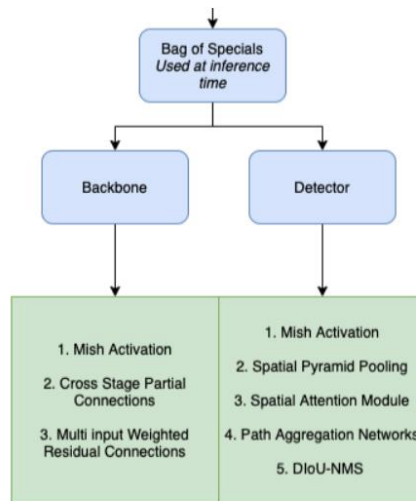 Bag of Specials
Used at inference
time
Backbone
Detector
1. Mish Activation
2. Cross Stage Partial
Connections
3. Multi input Weighted
Residual Connections
1. Mish Activation
2. Spatial Pyramid Pooling
3. Spatial Attention Module
4. Path Aggregation Networks
5. DIoU-NMS